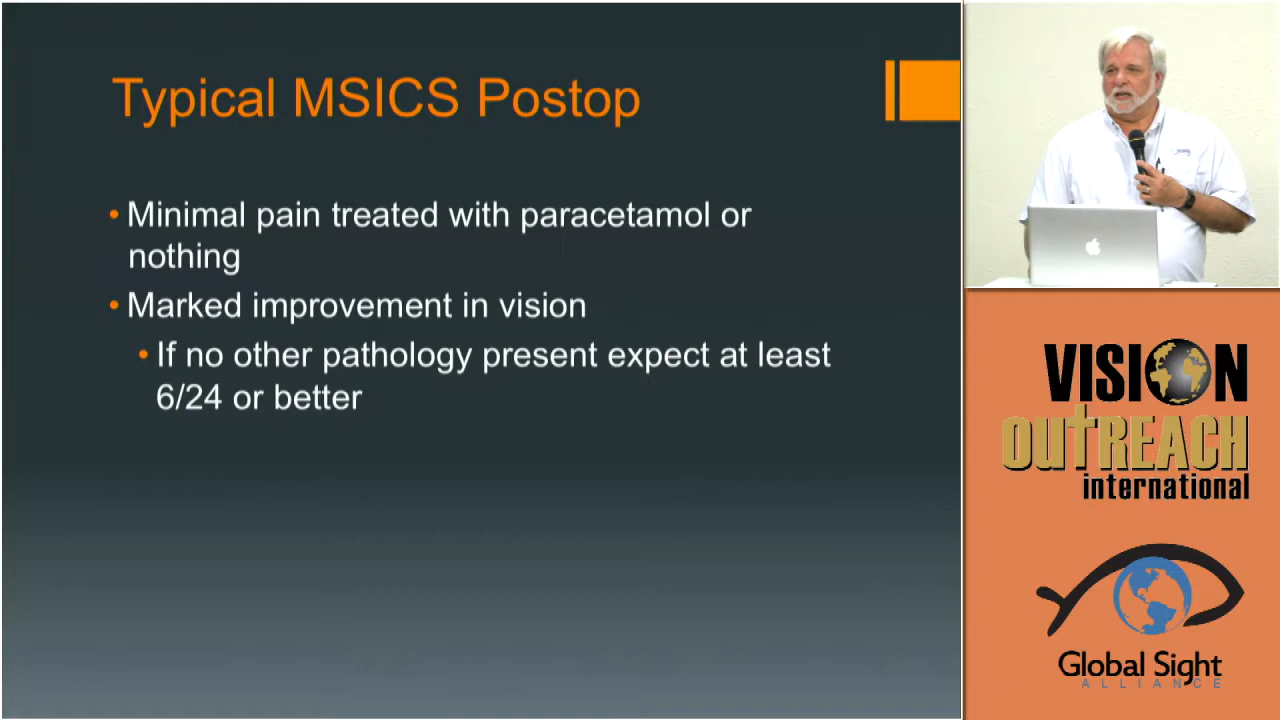 Typical MSICS Postop
• Minimal pain treated with paracetamol or
nothing
• Marked improvement in vision
• If no other pathology present expect at least
6/24 or better
VISION
OUTREACH
international
Global Sight
ALLIANCE